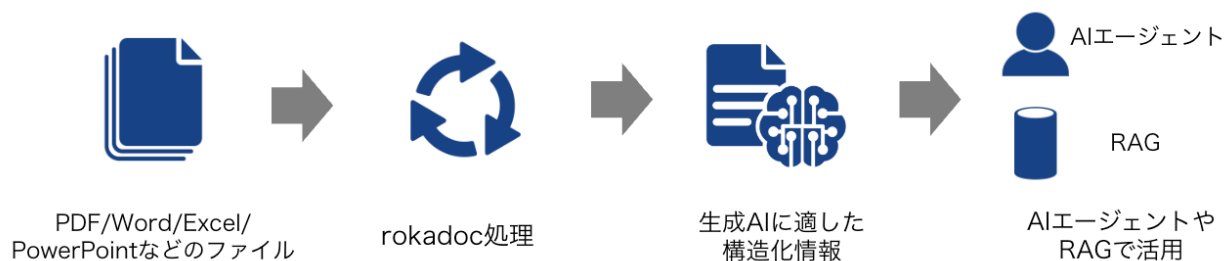 AIエージェント
RAG
PDF/Word/Excel/
PowerPointなどのファイル
rokadoc処理
生成AIに適した
構造化情報
AIエージェントや
RAGで活用